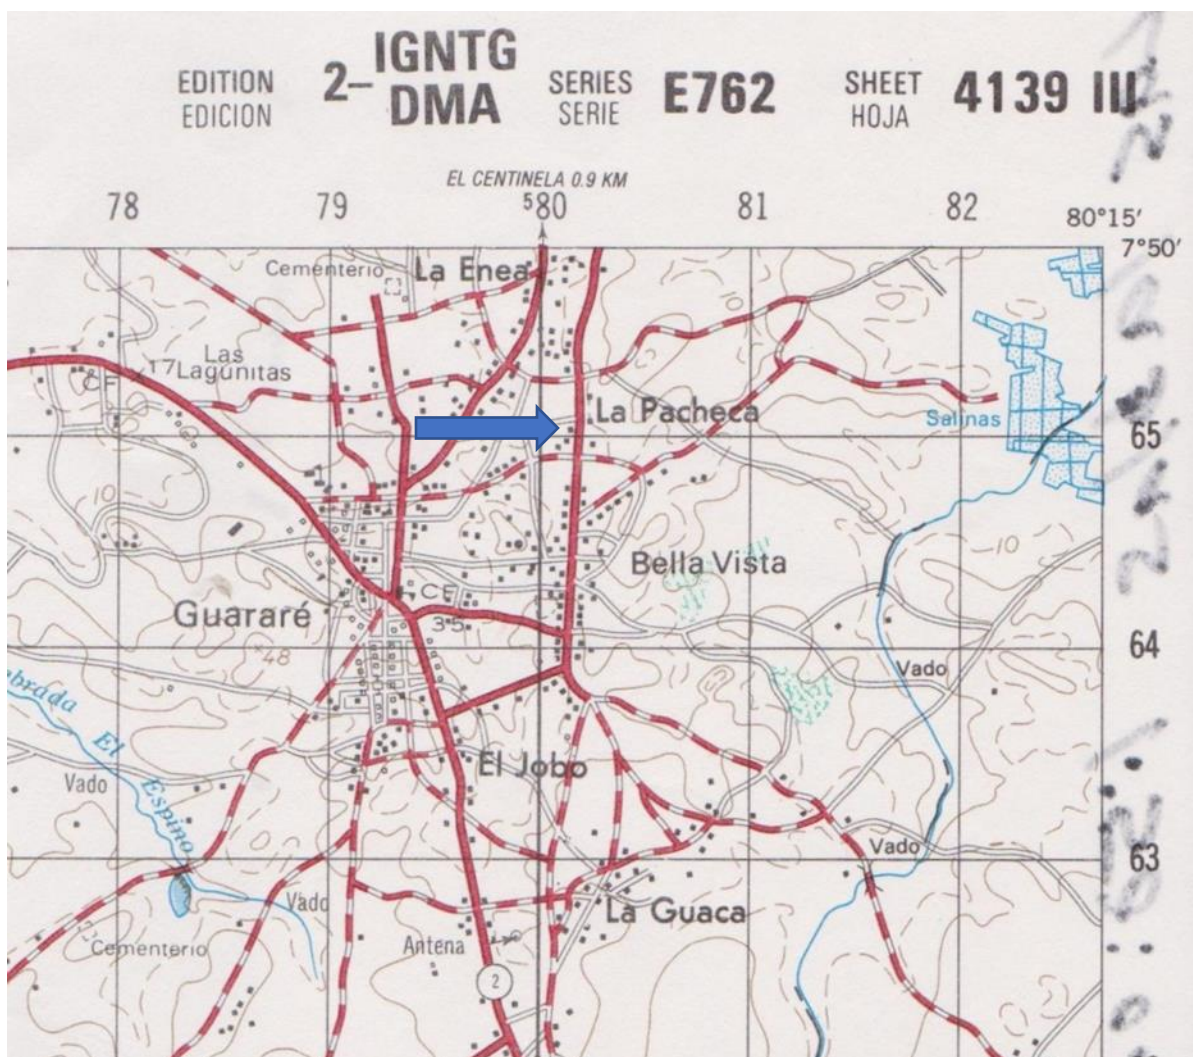 EDITION 2- IGNTG SERIES E762 SHEET 4139 III
EDICION DMA SERIE HOJA
EL CENTINELA 0.9 KM
78 79 580 81 82 80°15′
7°50′
Cementerio La Enea
Las
17 Lagunitas
CF
La Pacheca
Salinas
65
10
10
Bella Vista
CF
Guararé
35
48
64
Vado
brada
El
El Jobo
Vado
Espino
Vado
63
Vado
La Guaca
Cementerio
Antena
2